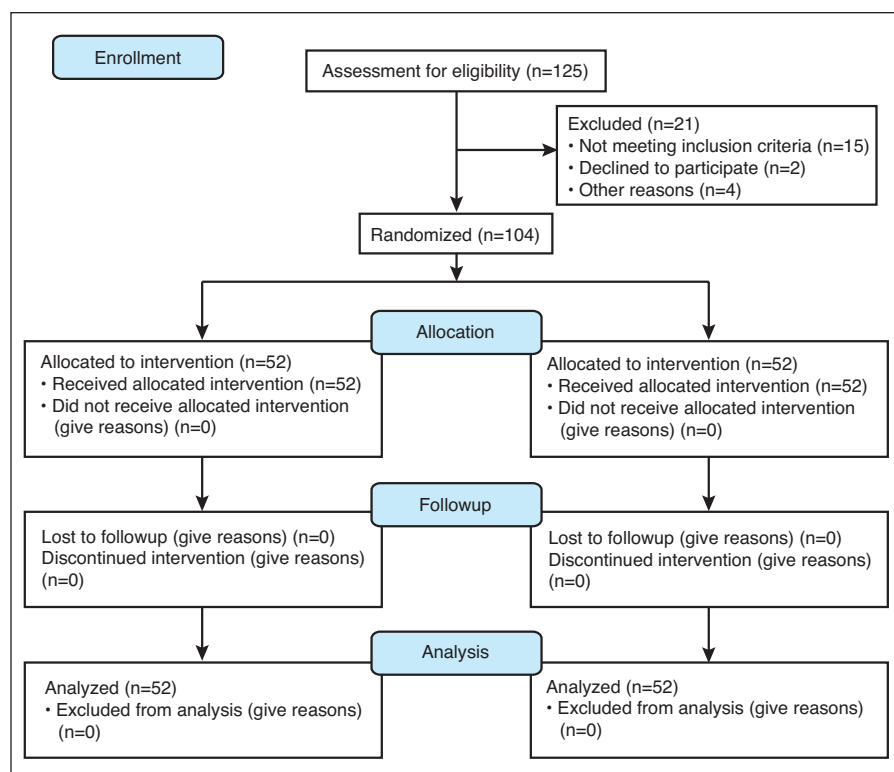 Enrollment
Assessment for eligibility (n=125)
Excluded (n=21)
• Not meeting inclusion criteria (n=15)
• Declined to participate (n=2)
• Other reasons (n=4)
Randomized (n=104)
Allocation
Allocated to intervention (n=52)
• Received allocated intervention (n=52)
• Did not receive allocated intervention
(give reasons) (n=0)
Allocated to intervention (n=52)
• Received allocated intervention (n=52)
• Did not receive allocated intervention
(give reasons) (n=0)
Followup
Lost to followup (give reasons) (n=0)
Discontinued intervention (give reasons)
(n=0)
Lost to followup (give reasons) (n=0)
Discontinued intervention (give reasons)
(n=0)
Analysis
Analyzed (n=52)
• Excluded from analysis (give reasons)
(n=0)
Analyzed (n=52)
• Excluded from analysis (give reasons)
(n=0)